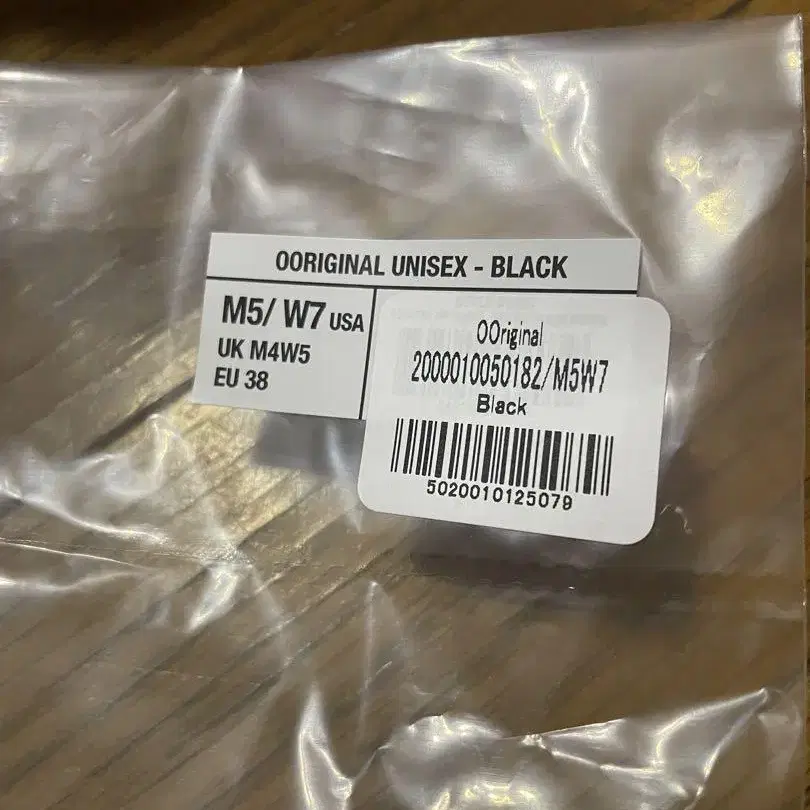 OORIGINAL UNISEX - BLACK
M5/ W7 USA
UK M4W5
EU 38
OOriginal
2000010050182/M5W7
Black
5020010125079